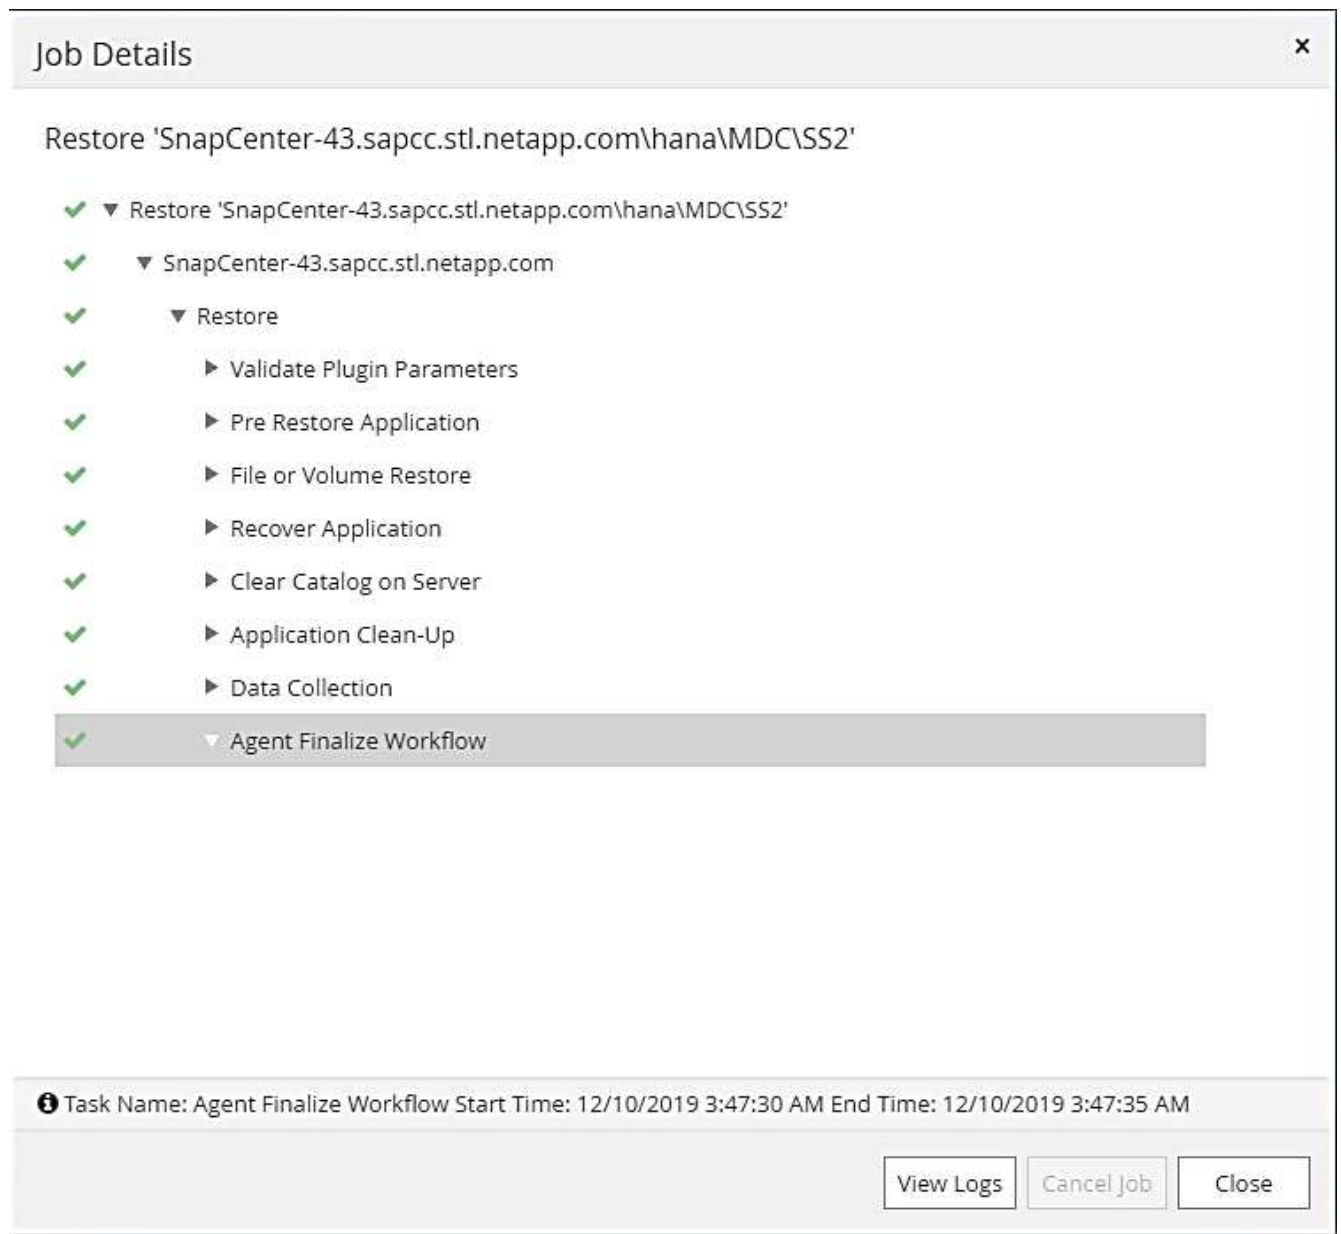 Job Details
Restore 'SnapCenter-43.sapcc.stl.netapp.com\hana\MDC\SS2'
Restore 'SnapCenter-43.sapcc.stl.netapp.com\hana\MDC\SS2'
SnapCenter-43.sapcc.stl.netapp.com
Restore
Validate Plugin Parameters
Pre Restore Application
File or Volume Restore
Recover Application
Clear Catalog on Server
Application Clean-Up
Data Collection
Agent Finalize Workflow
Task Name: Agent Finalize Workflow Start Time: 12/10/2019 3:47:30 AM End Time: 12/10/2019 3:47:35 AM
View Logs Cancel Job Close